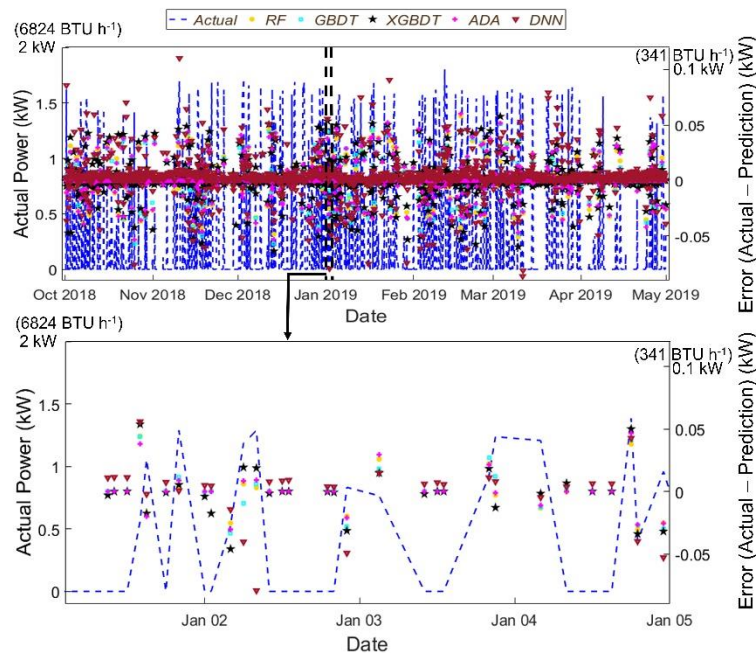 Actual RF GBDT XGBDT ADA DNN
(6824 BTU h-1)
2 kW
1.5
1
0.5
0
Actual Power (kW)
(341 BTU h-1)
0.1 kW
0.05
0
-0.05
Error (Actual – Prediction) (kW)
Oct 2018 Nov 2018 Dec 2018 Jan 2019 Feb 2019 Mar 2019 Apr 2019 May 2019
Date
(6824 BTU h-1)
2 kW
1.5
1
0.5
0
Actual Power (kW)
(341 BTU h-1)
0.1 kW
0.05
0
-0.05
Error (Actual – Prediction) (kW)
Jan 02 Jan 03 Jan 04 Jan 05
Date